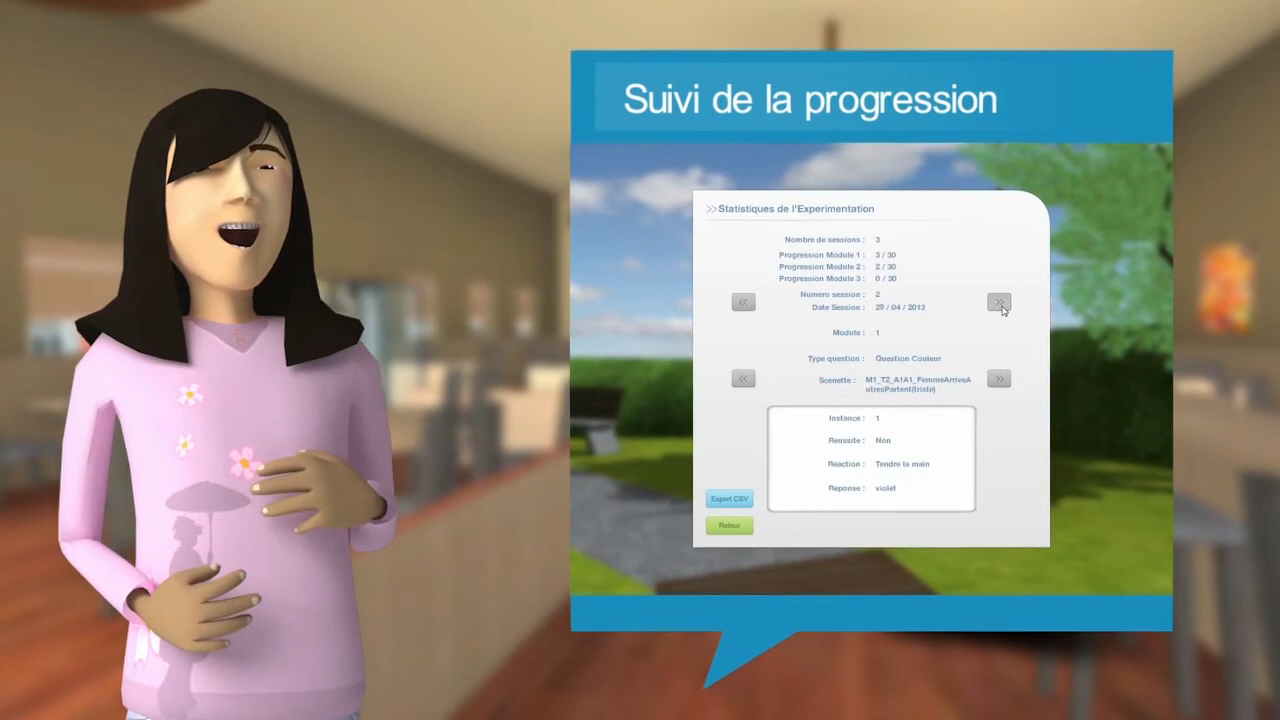 Suivi de la progression
>> Statistiques de l'Experimentation
Nombre de sessions : 3
Progression Module 1 : 3 / 30
Progression Module 2 : 2 / 30
Progression Module 3 : 0 / 30
Numero session : 2
Date Session : 29 / 04 / 2013
Module : 1
Type question : Question Couleur
Scenette : M1_T2_A1A1_FemmeArriveA
utresPartent(triste)
Instance : 1
Reussite : Non
Reaction : Tendre la main
Reponse : violet
Export CSV
Retour